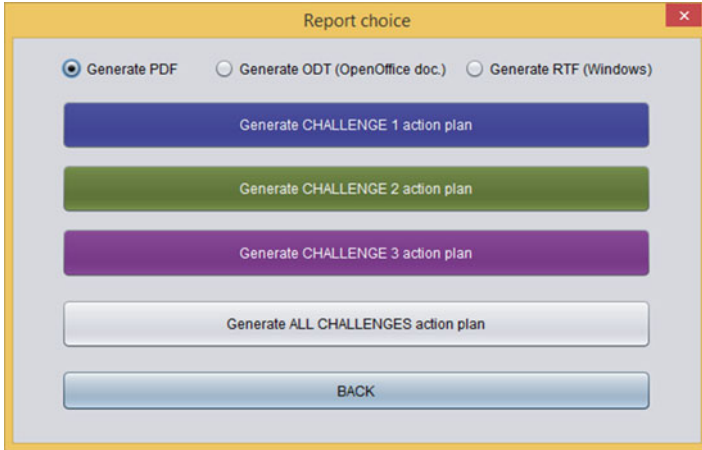 Report choice
Generate PDF Generate ODT (OpenOffice doc.) Generate RTF (Windows)
Generate CHALLENGE 1 action plan
Generate CHALLENGE 2 action plan
Generate CHALLENGE 3 action plan
Generate ALL CHALLENGES action plan
BACK